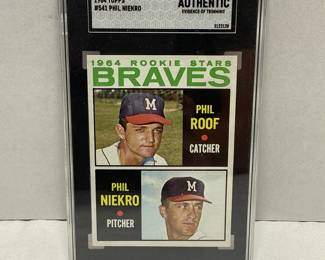 1964 TOPPS
#541 PHIL NIEKRO
AUTHENTIC
EVIDENCE OF TRIMMING
1964 ROOKIE STARS
BRAVES
M
PHIL
ROOF
CATCHER
PHIL
NIEKRO
PITCHER
M